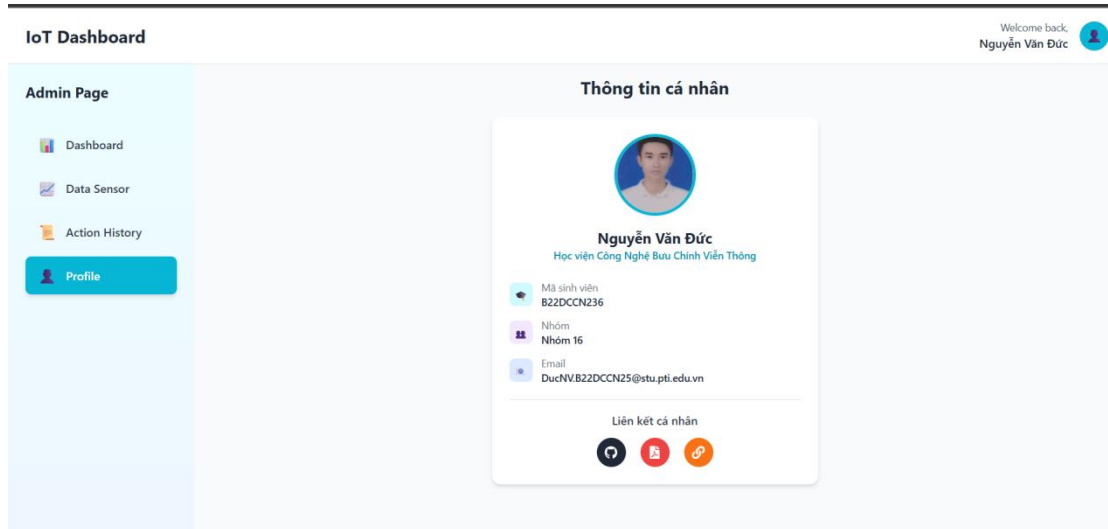 IoT Dashboard
Welcome back,
Nguyễn Văn Đức
Admin Page
Dashboard
Data Sensor
Action History
Profile
Thông tin cá nhân
Nguyễn Văn Đức
Học viện Công Nghệ Bưu Chính Viễn Thông
Mã sinh viên
B22DCCN236
Nhóm
Nhóm 16
Email
DucNV.B22DCCN25@stu.pti.edu.vn
Liên kết cá nhân